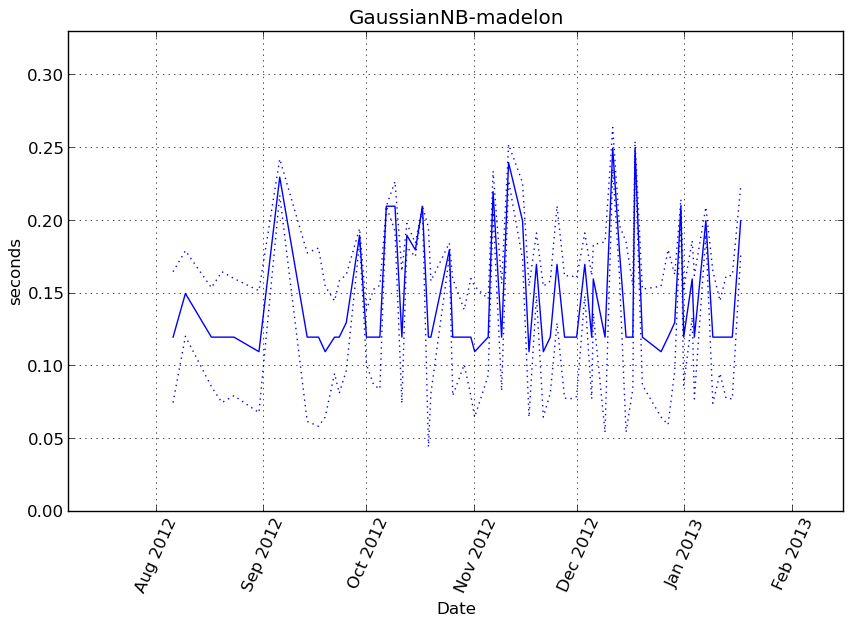 GaussianNB-madelon
0.30
0.25
0.20
0.15
0.10
0.05
0.00
seconds
Aug 2012
Sep 2012
Oct 2012
Nov 2012
Dec 2012
Jan 2013
Feb 2013
Date